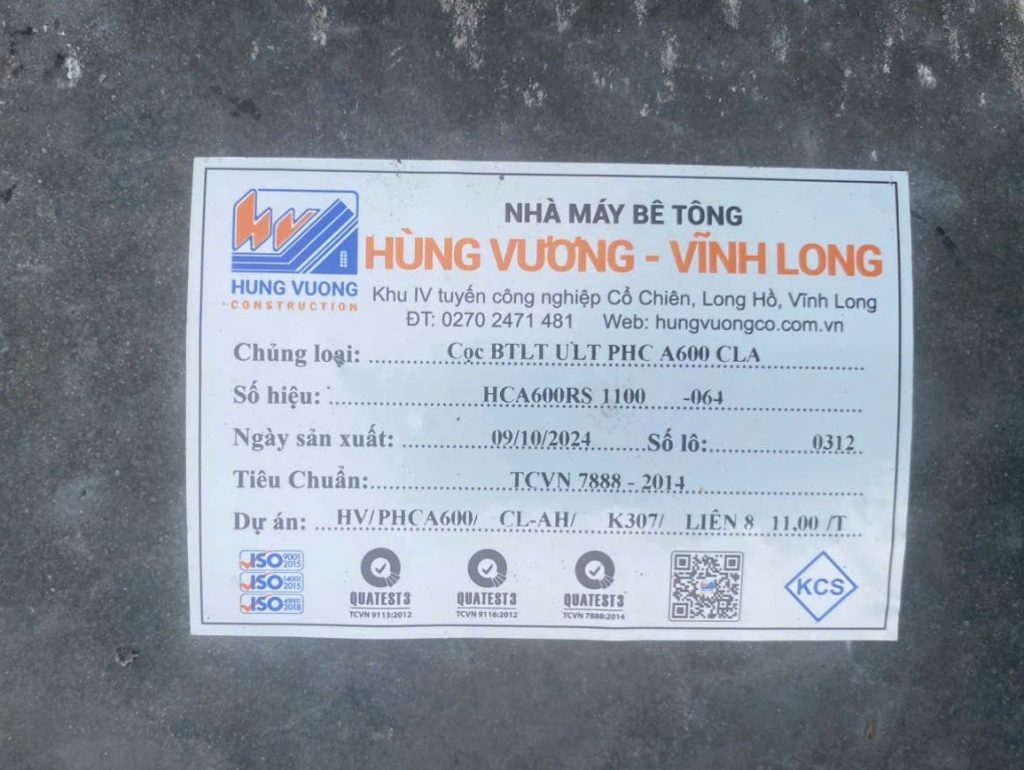 NHÀ MÁY BÊ TÔNG
HÙNG VƯƠNG - VĨNH LONG
HUNG VUONG
CONSTRUCTION
Khu IV tuyến công nghiệp Cổ Chiên, Long Hồ, Vĩnh Long
ĐT: 0270 2471 481 Web: hungvuongco.com.vn
Chủng loại: Cọc BTLT ƯLT PHC A600 CLA
Số hiệu: HCA600RS 1100 -064
Ngày sản xuất: 09/10/2024 Số lô: 0312
Tiêu Chuẩn: TCVN 7888 - 2014
Dự án: HV/PHCA600/ CL-AH/ K307/ LIÊN 8 11,00 /T
ISO 9001 2015
ISO 14001 2015
ISO 45001 2018
QUATEST3
TCVN 9113:2012
QUATEST3
TCVN 9116:2012
QUATEST3
TCVN 7888:2014
KCS